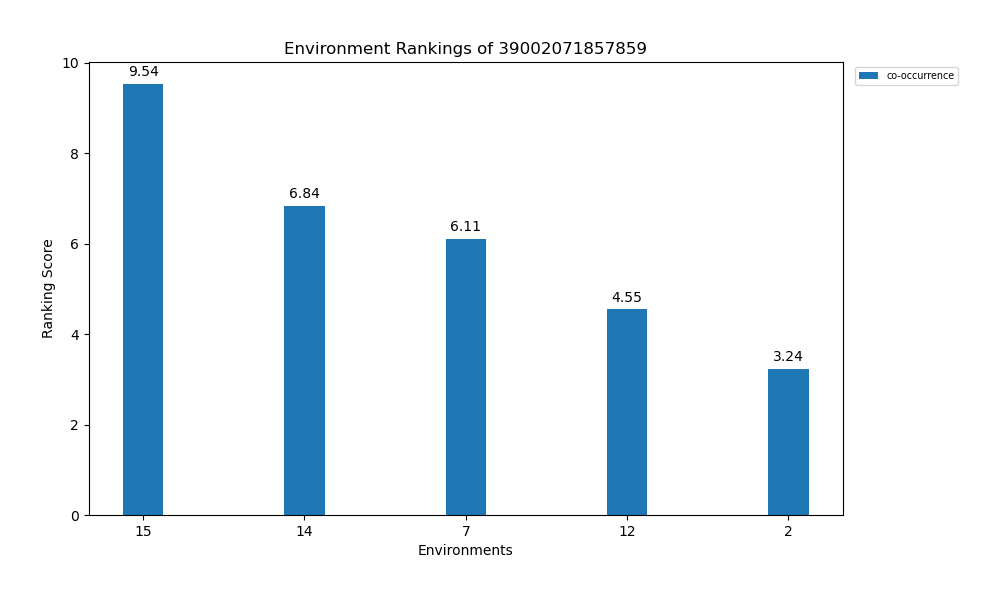 Environment Rankings of 39002071857859
co-occurrence
Ranking Score
10
8
6
4
2
0
9.54
6.84
6.11
4.55
3.24
15 14 7 12 2
Environments